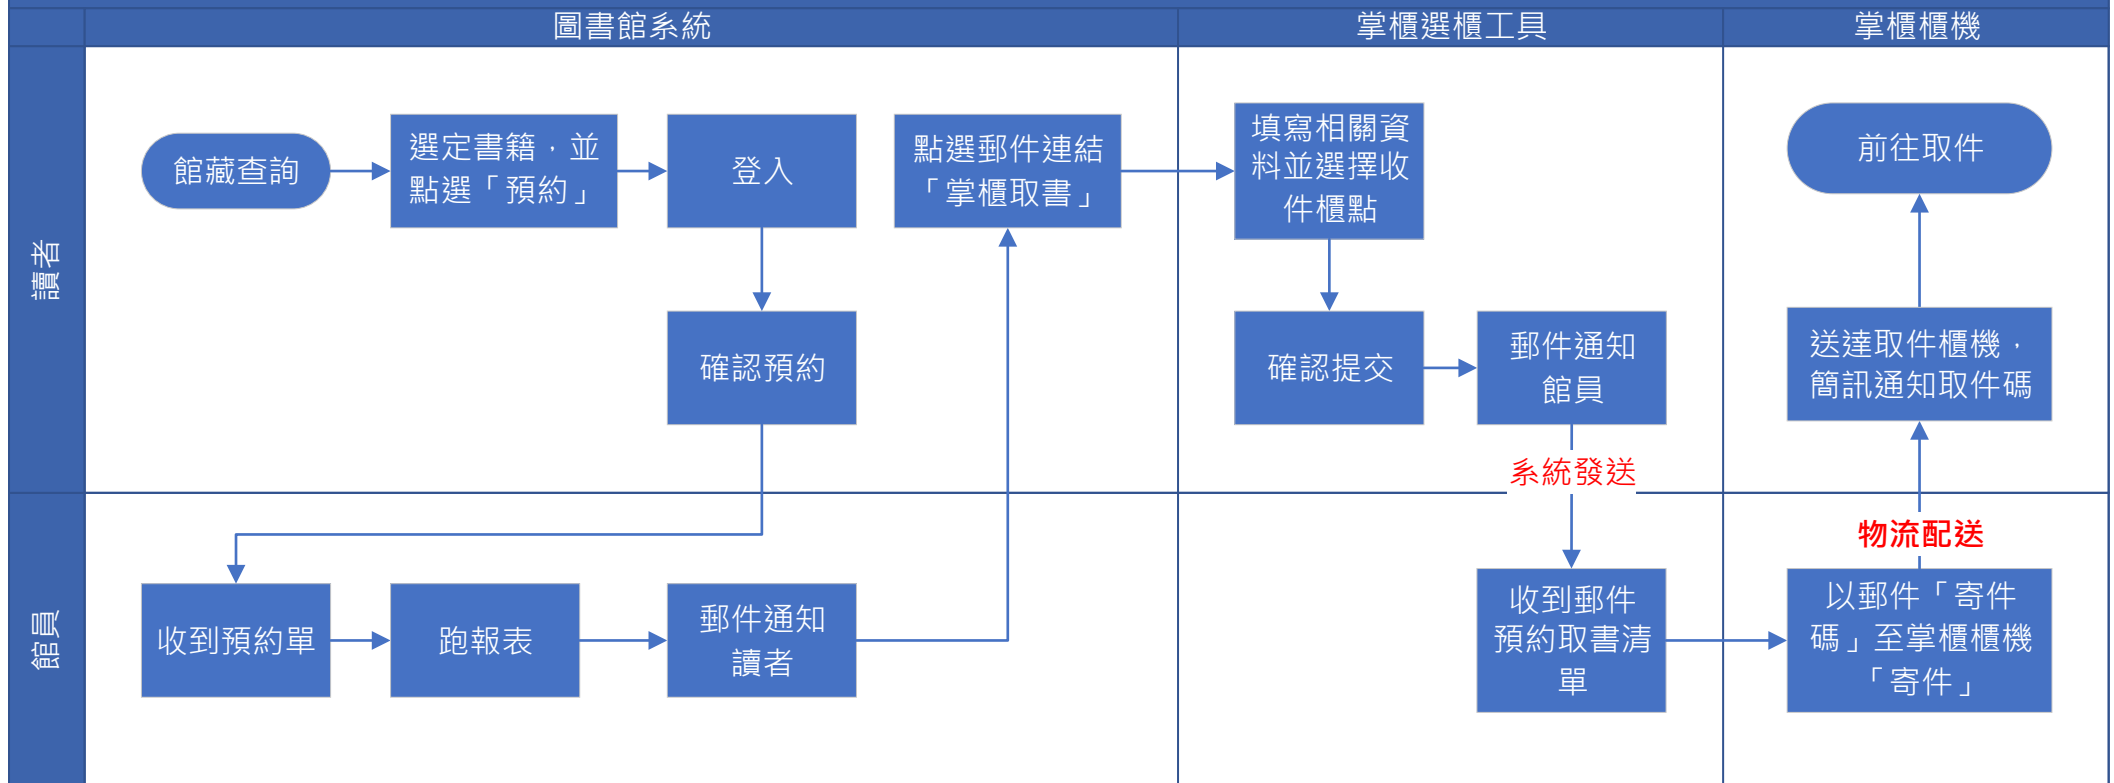 圖書館系統
掌櫃選櫃工具
掌櫃櫃機
讀者
館藏查詢
選定書籍，並
點選「預約」
登入
點選郵件連結
「掌櫃取書」
填寫相關資
料並選擇收
件櫃點
前往取件
確認預約
確認提交
郵件通知
館員
送達取件櫃機，
簡訊通知取件碼
系統發送
物流配送
館員
收到預約單
跑報表
郵件通知
讀者
收到郵件
預約取書清
單
以郵件「寄件
碼」至掌櫃櫃機
「寄件」